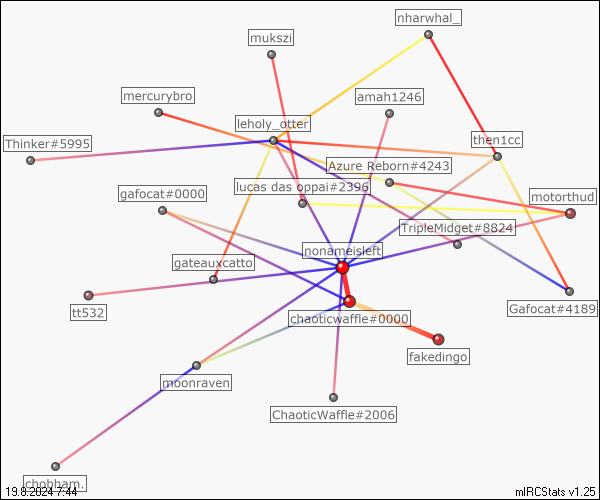 nharwhal_
mukszi
mercurybro
amah1246
leholy_otter
Thinker#5995
then1cc
Azure Reborn#4243
lucas das oppai#2396
gafocat#0000
motorthud
TripleMidget#8824
nonameisleft
gateauxcatto
tt532
Gafocat#4189
chaoticwaffle#0000
fakedingo
moonraven
ChaoticWaffle#2006
chobham.
19.8.2024 7:44
mIRCStats v1.25